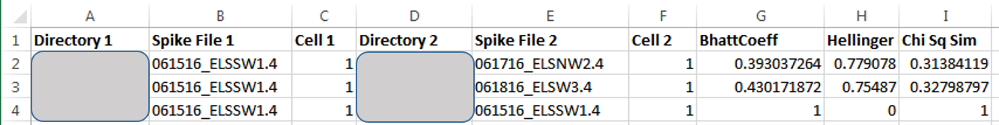 A B C D E F G H I
1 Directory 1 Spike File 1 Cell 1 Directory 2 Spike File 2 Cell 2 BhattCoeff Hellinger Chi Sq Sim
2 061516_ELSSW1.4 1 061716_ELSNW2.4 1 0.393037264 0.779078 0.31384119
3 061516_ELSSW1.4 1 061816_ELSW3.4 1 0.430171872 0.75487 0.32798797
4 061516_ELSSW1.4 1 061516_ELSSW1.4 1 1 0 1